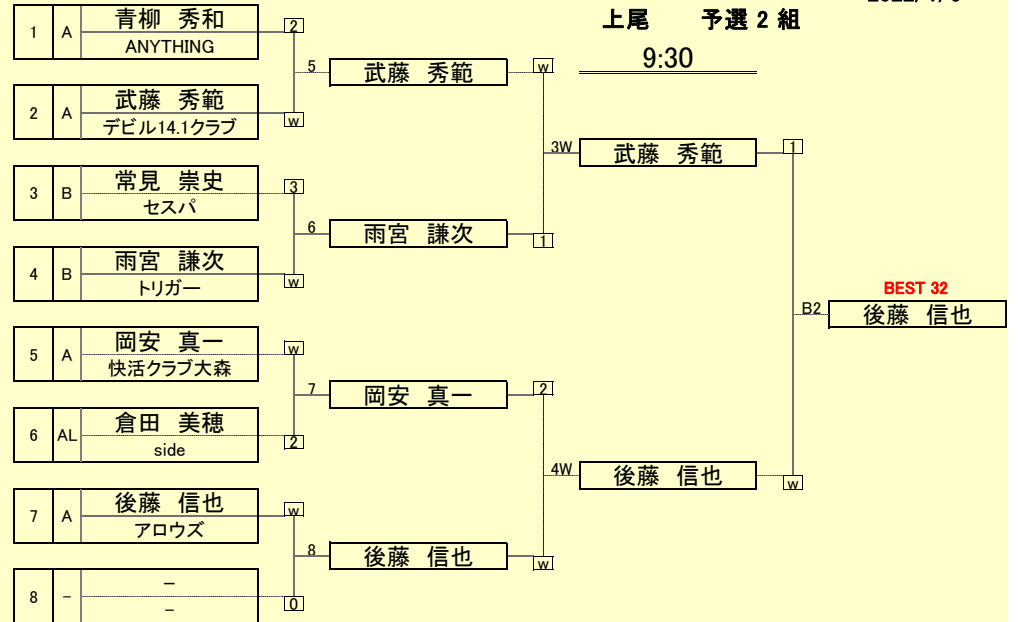 上尾 予選 2 組
9:30
1 A 青柳 秀和 2
ANYTHING
5 武藤 秀範 w
2 A 武藤 秀範 w
デビル14.1クラブ
3W 武藤 秀範 1
3 B 常見 崇史 3
セスパ
6 雨宮 謙次 1
4 B 雨宮 謙次 w
トリガー
BEST 32
B2 後藤 信也
5 A 岡安 真一 w
快活クラブ大森
7 岡安 真一 2
6 AL 倉田 美穂 2
side
4W 後藤 信也 w
7 A 後藤 信也 w
アロウズ
8 後藤 信也 w
8 - － 0
－